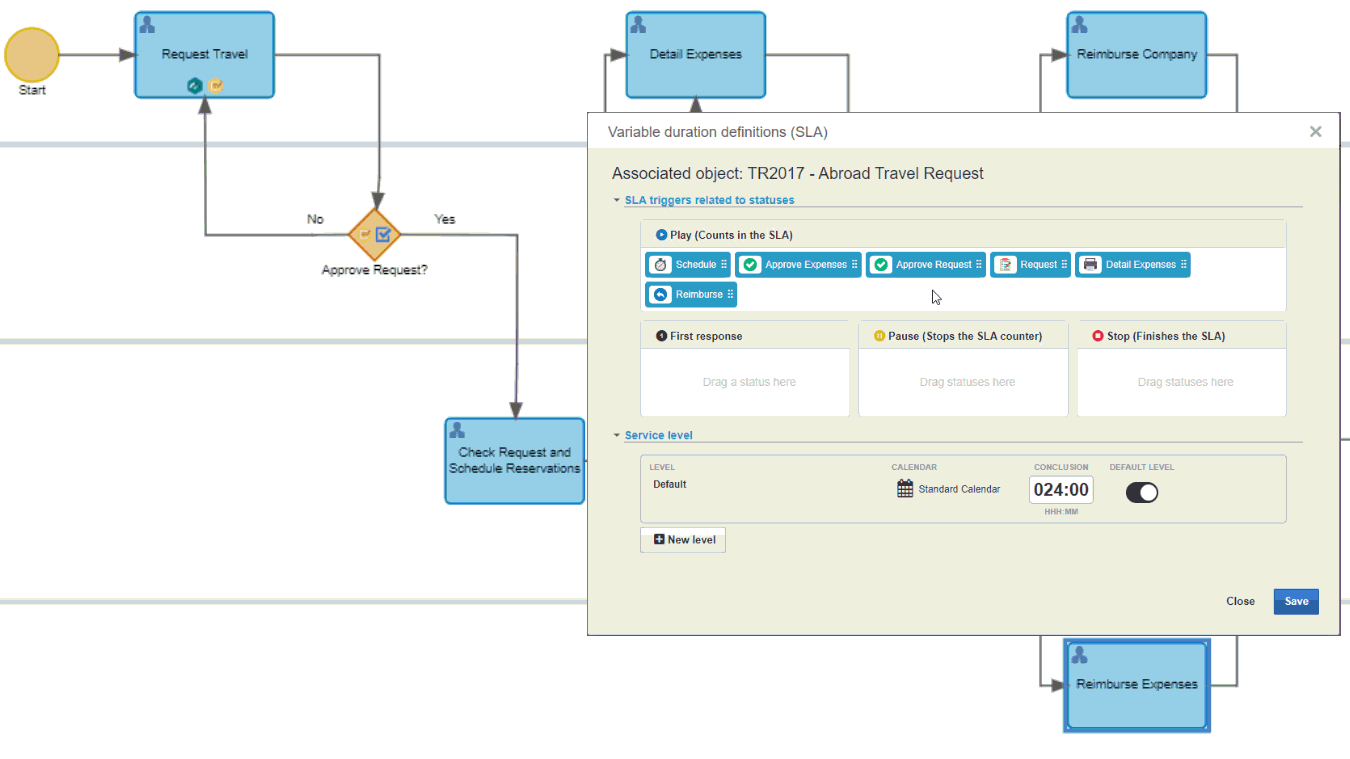 Request Travel
Start
Detail Expenses
Reimburse Company
No
Yes
Approve Request?
Check Request and
Schedule Reservations
Variable duration definitions (SLA)
Associated object: TR2017 - Abroad Travel Request
SLA triggers related to statuses
Play (Counts in the SLA)
Schedule
Approve Expenses
Approve Request
Request
Detail Expenses
Reimburse
First response
Pause (Stops the SLA counter)
Stop (Finishes the SLA)
Drag a status here
Drag statuses here
Drag statuses here
Service level
LEVEL
CALENDAR
CONCLUSION
DEFAULT LEVEL
Default
Standard Calendar
024:00
HHH:MM
New level
Close
Save
Reimburse Expenses